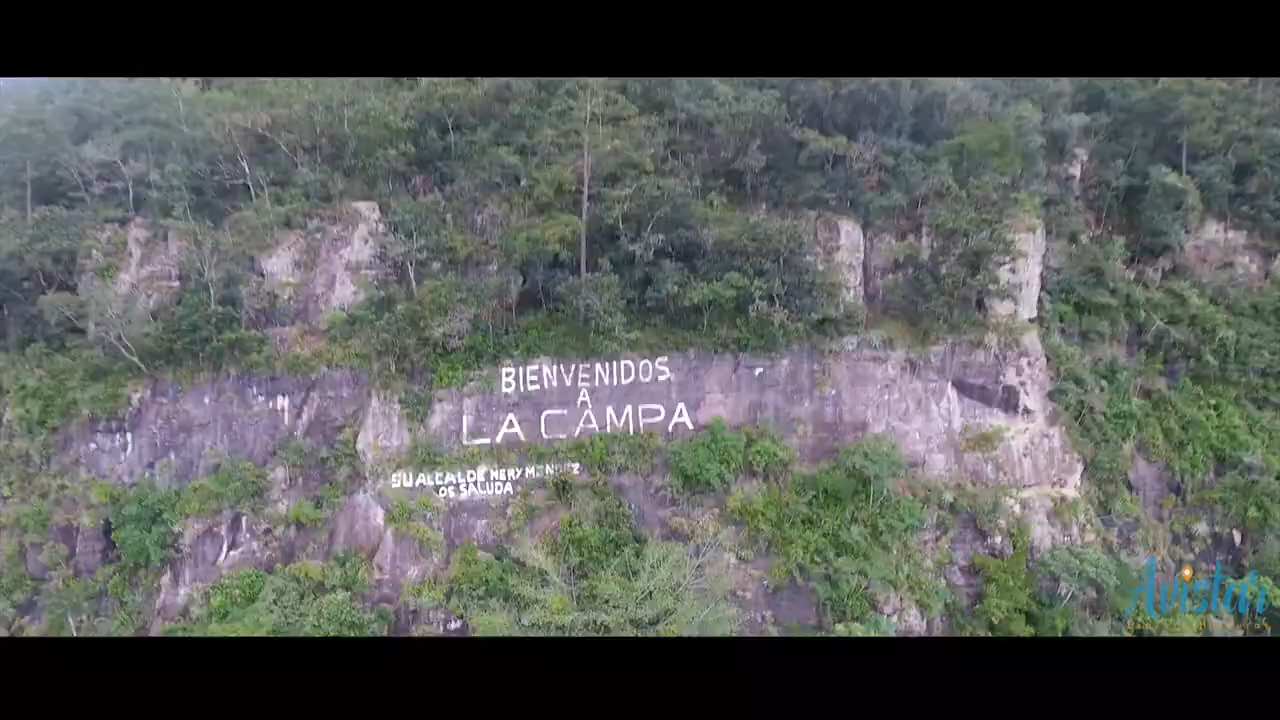 BIENVENIDOS
A
LA CAMPA
SU ALCALDE NERY MENDEZ
OS SALUDA
Avistar